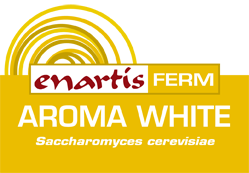 enartis FERM
AROMA WHITE
Saccharomyces cerevisiae